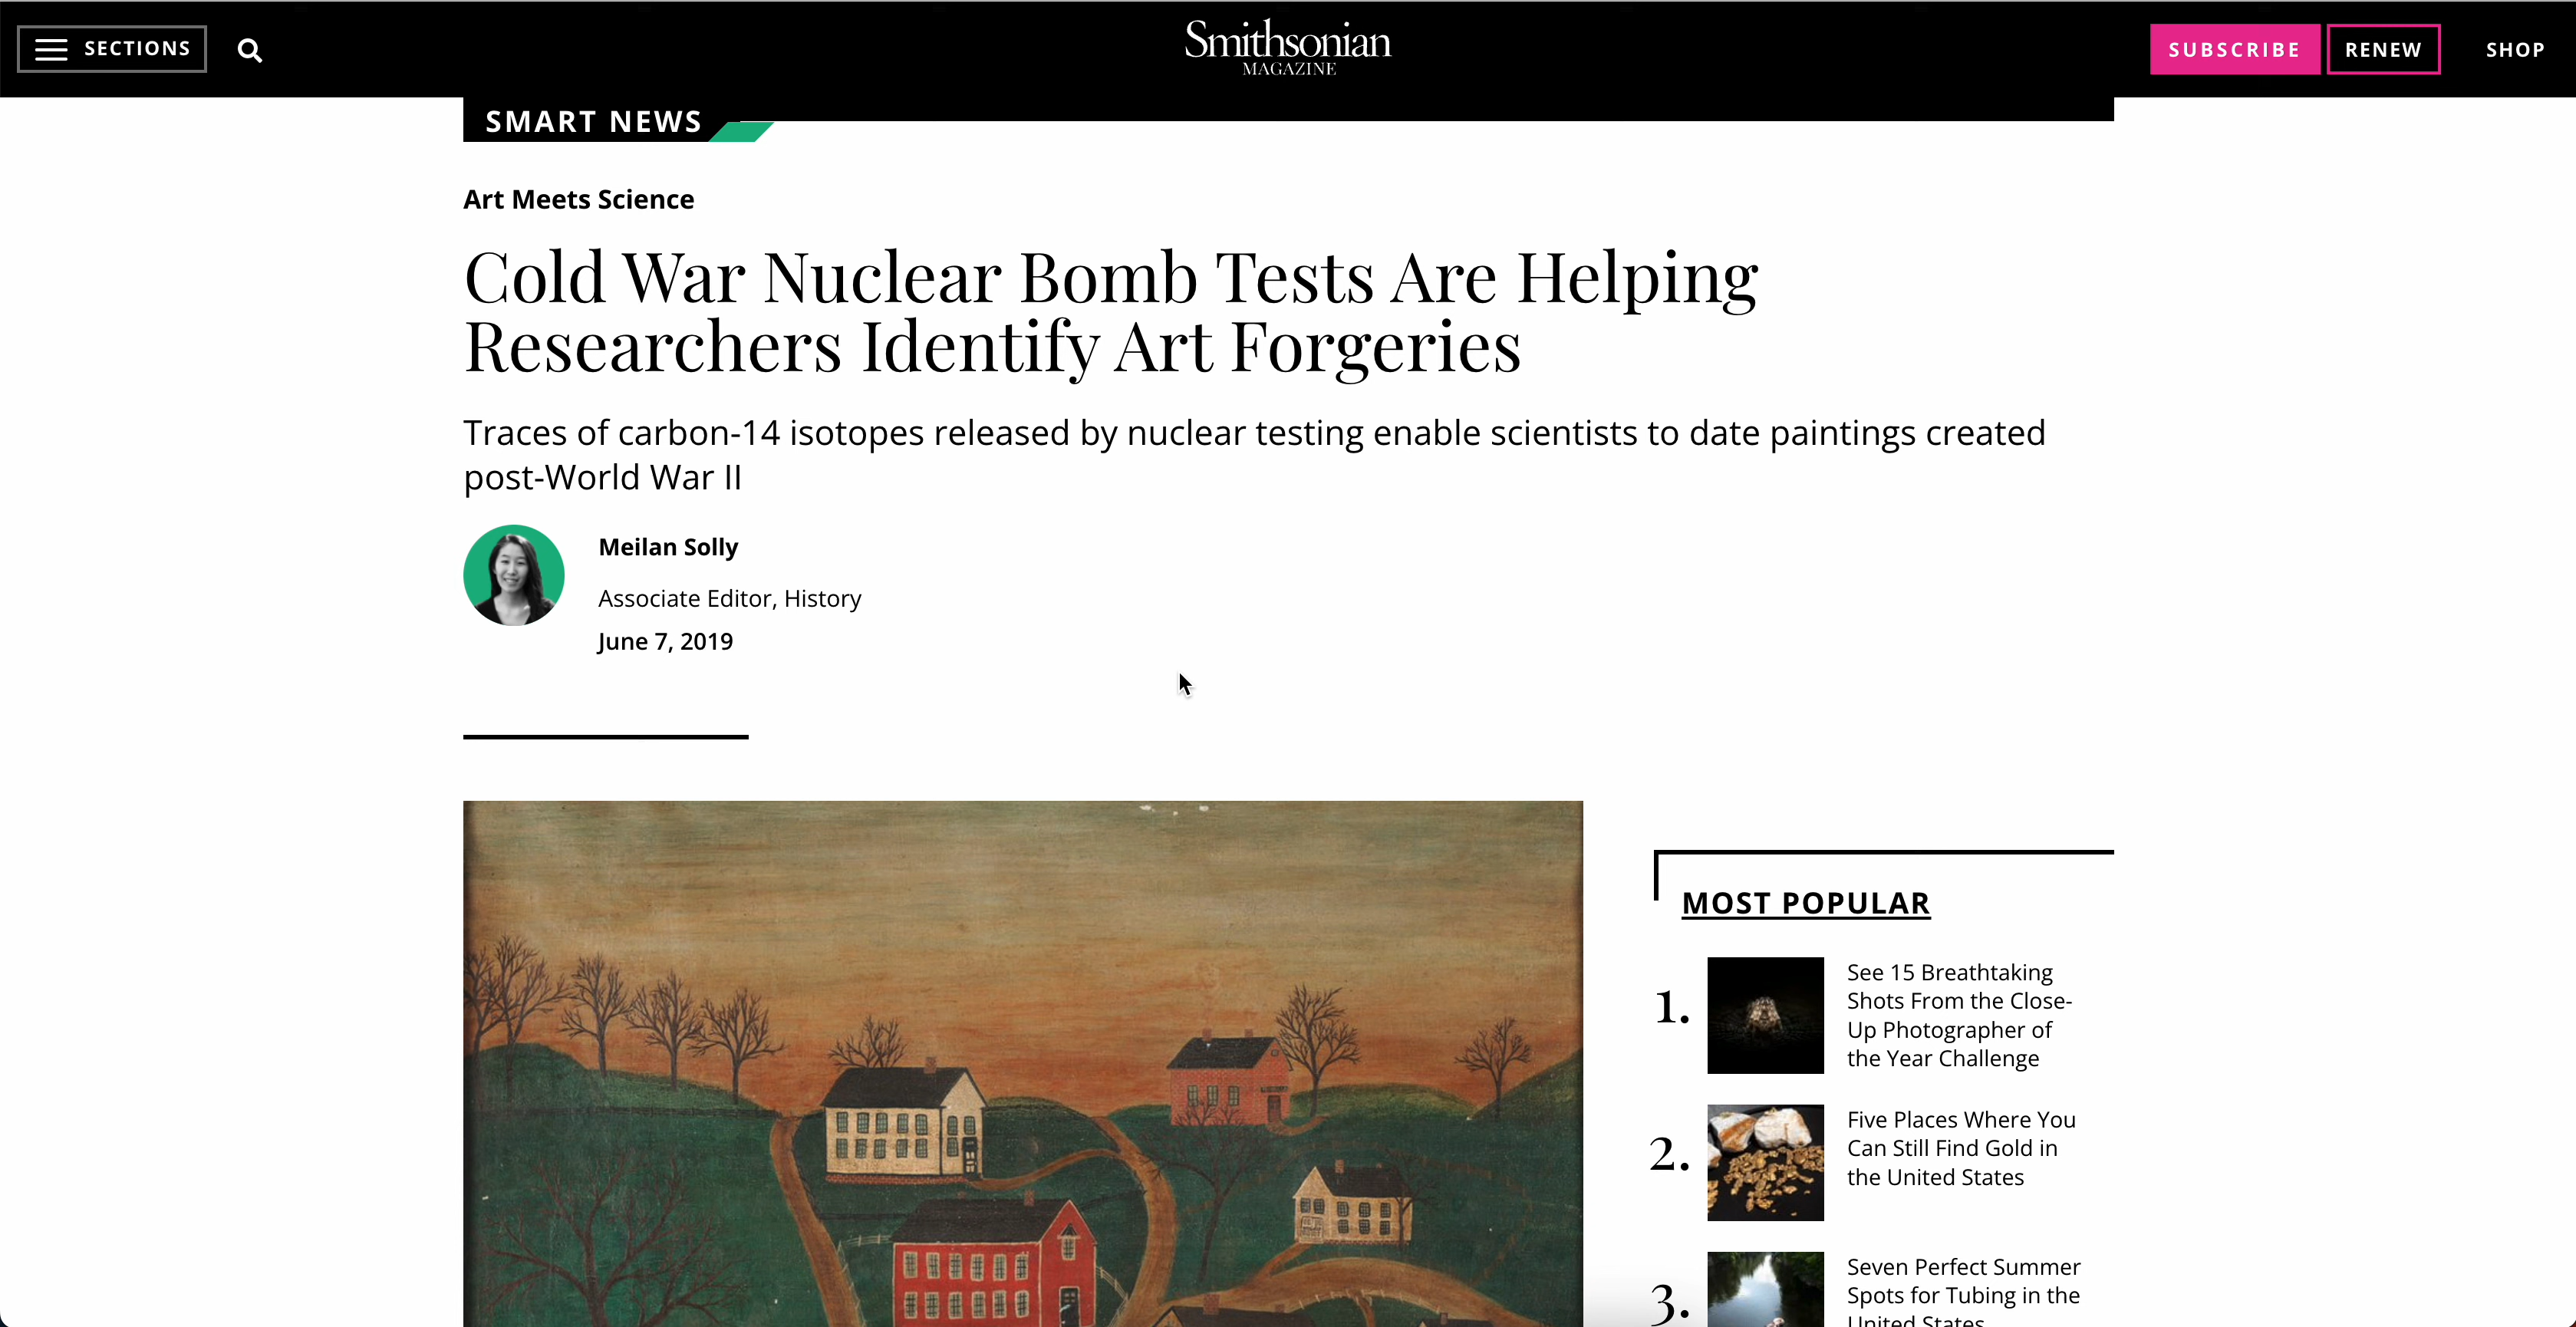 SECTIONS
Smithsonian
MAGAZINE
SUBSCRIBE
RENEW
SHOP
SMART NEWS
Art Meets Science
Cold War Nuclear Bomb Tests Are Helping
Researchers Identify Art Forgeries
Traces of carbon-14 isotopes released by nuclear testing enable scientists to date paintings created
post-World War II
Meilan Solly
Associate Editor, History
June 7, 2019
MOST POPULAR
1.
See 15 Breathtaking
Shots From the Close-
Up Photographer of
the Year Challenge
2.
Five Places Where You
Can Still Find Gold in
the United States
3.
Seven Perfect Summer
Spots for Tubing in the
United States